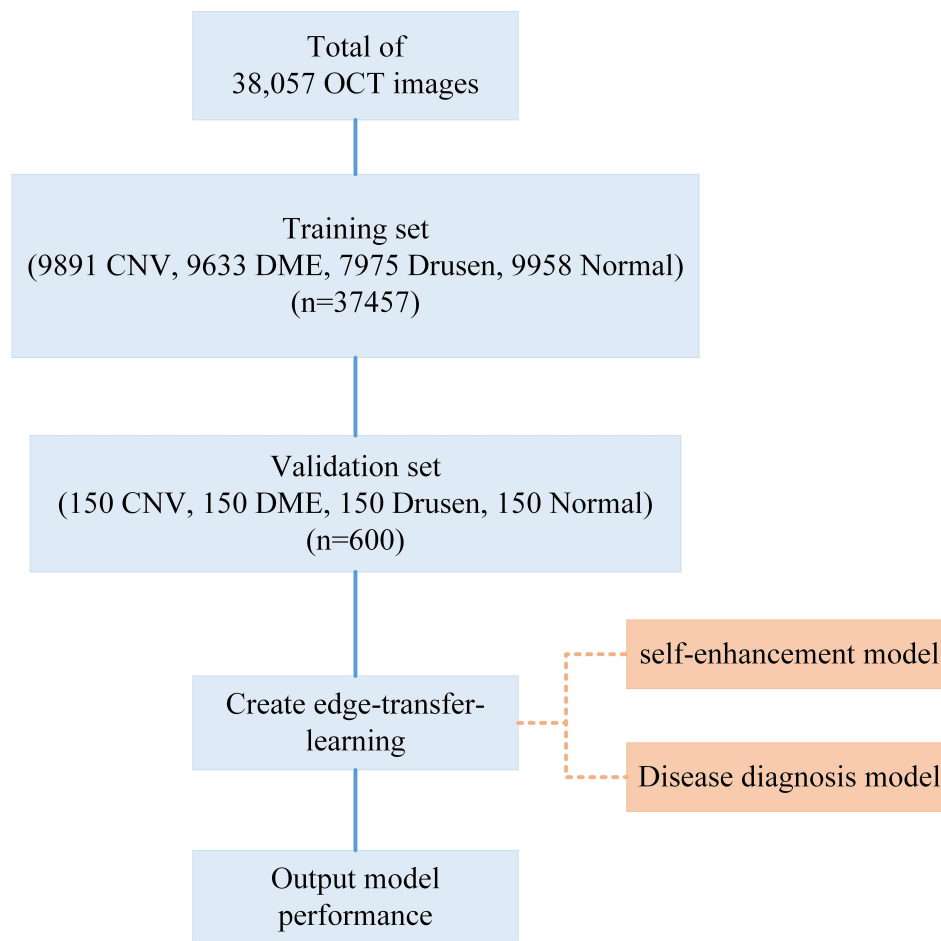 Total of
38,057 OCT images
Training set
(9891 CNV, 9633 DME, 7975 Drusen, 9958 Normal)
(n=37457)
Validation set
(150 CNV, 150 DME, 150 Drusen, 150 Normal)
(n=600)
Create edge-transfer-
learning
self-enhancement model
Disease diagnosis model
Output model
performance